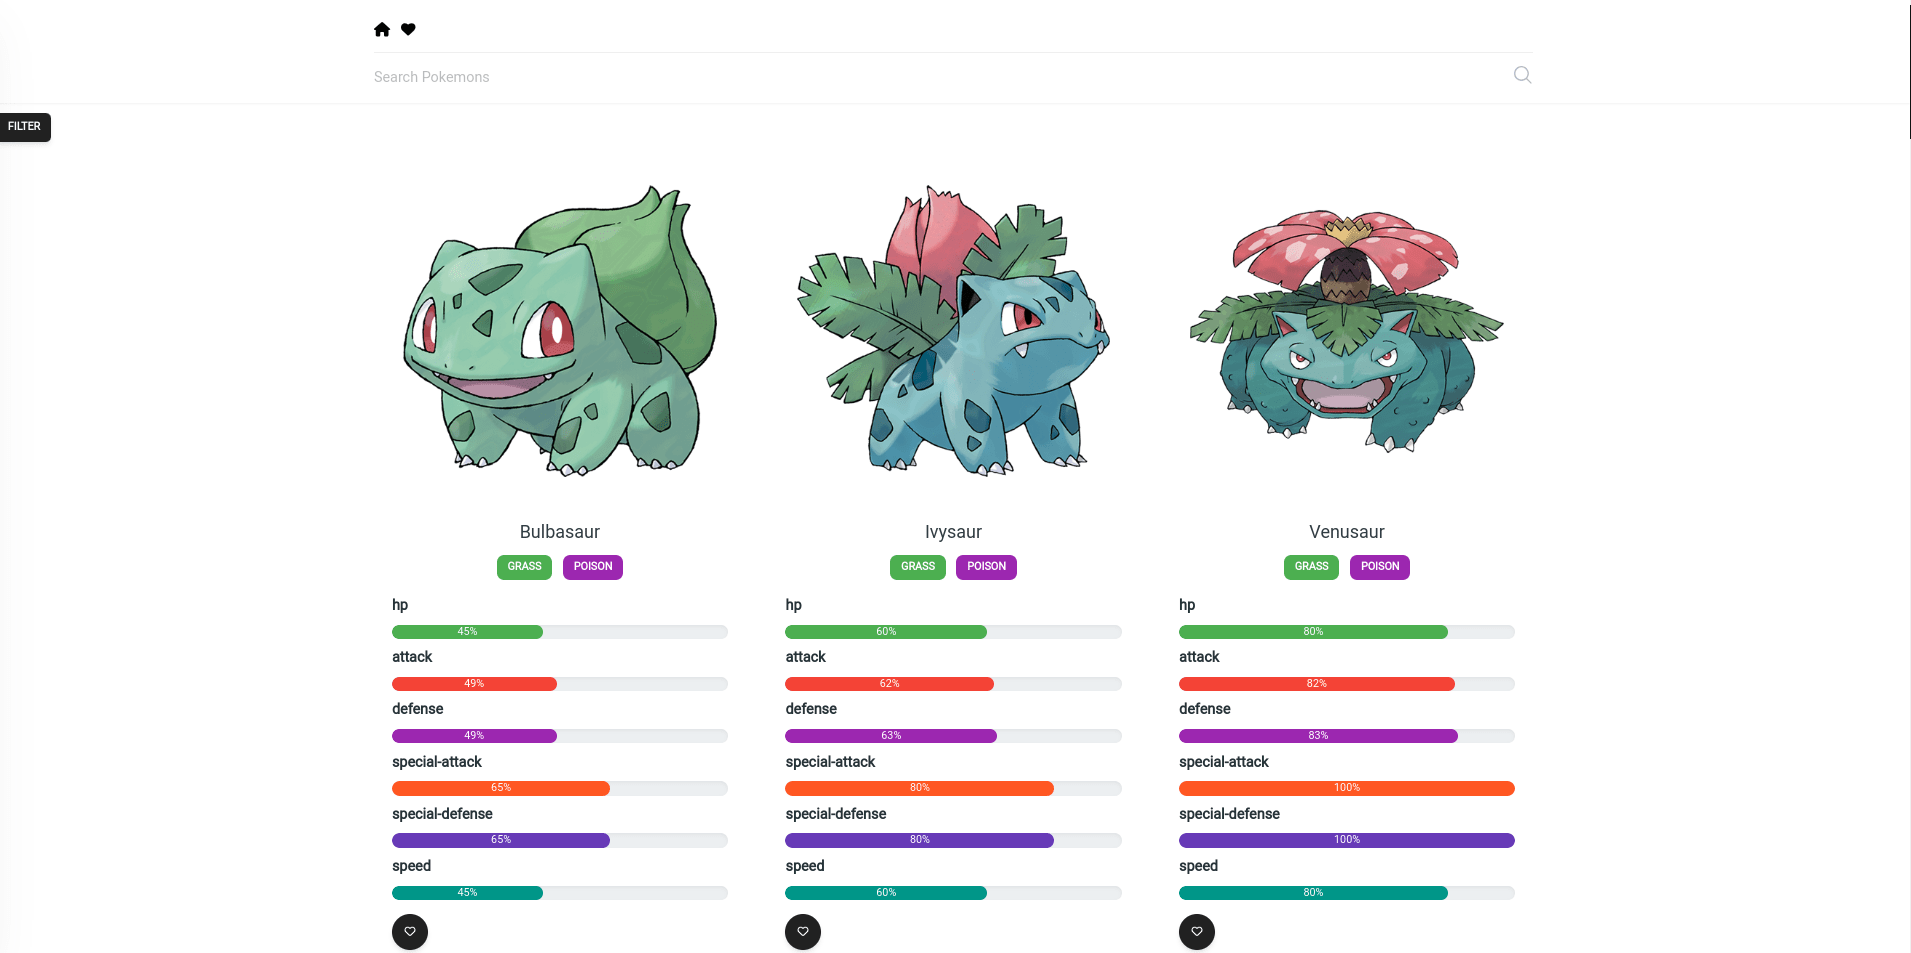 Search Pokemons
FILTER
Bulbasaur
GRASS POISON
hp
45%
attack
49%
defense
49%
special-attack
65%
special-defense
65%
speed
45%
Ivysaur
GRASS POISON
hp
60%
attack
62%
defense
63%
special-attack
80%
special-defense
80%
speed
60%
Venusaur
GRASS POISON
hp
80%
attack
82%
defense
83%
special-attack
100%
special-defense
100%
speed
80%